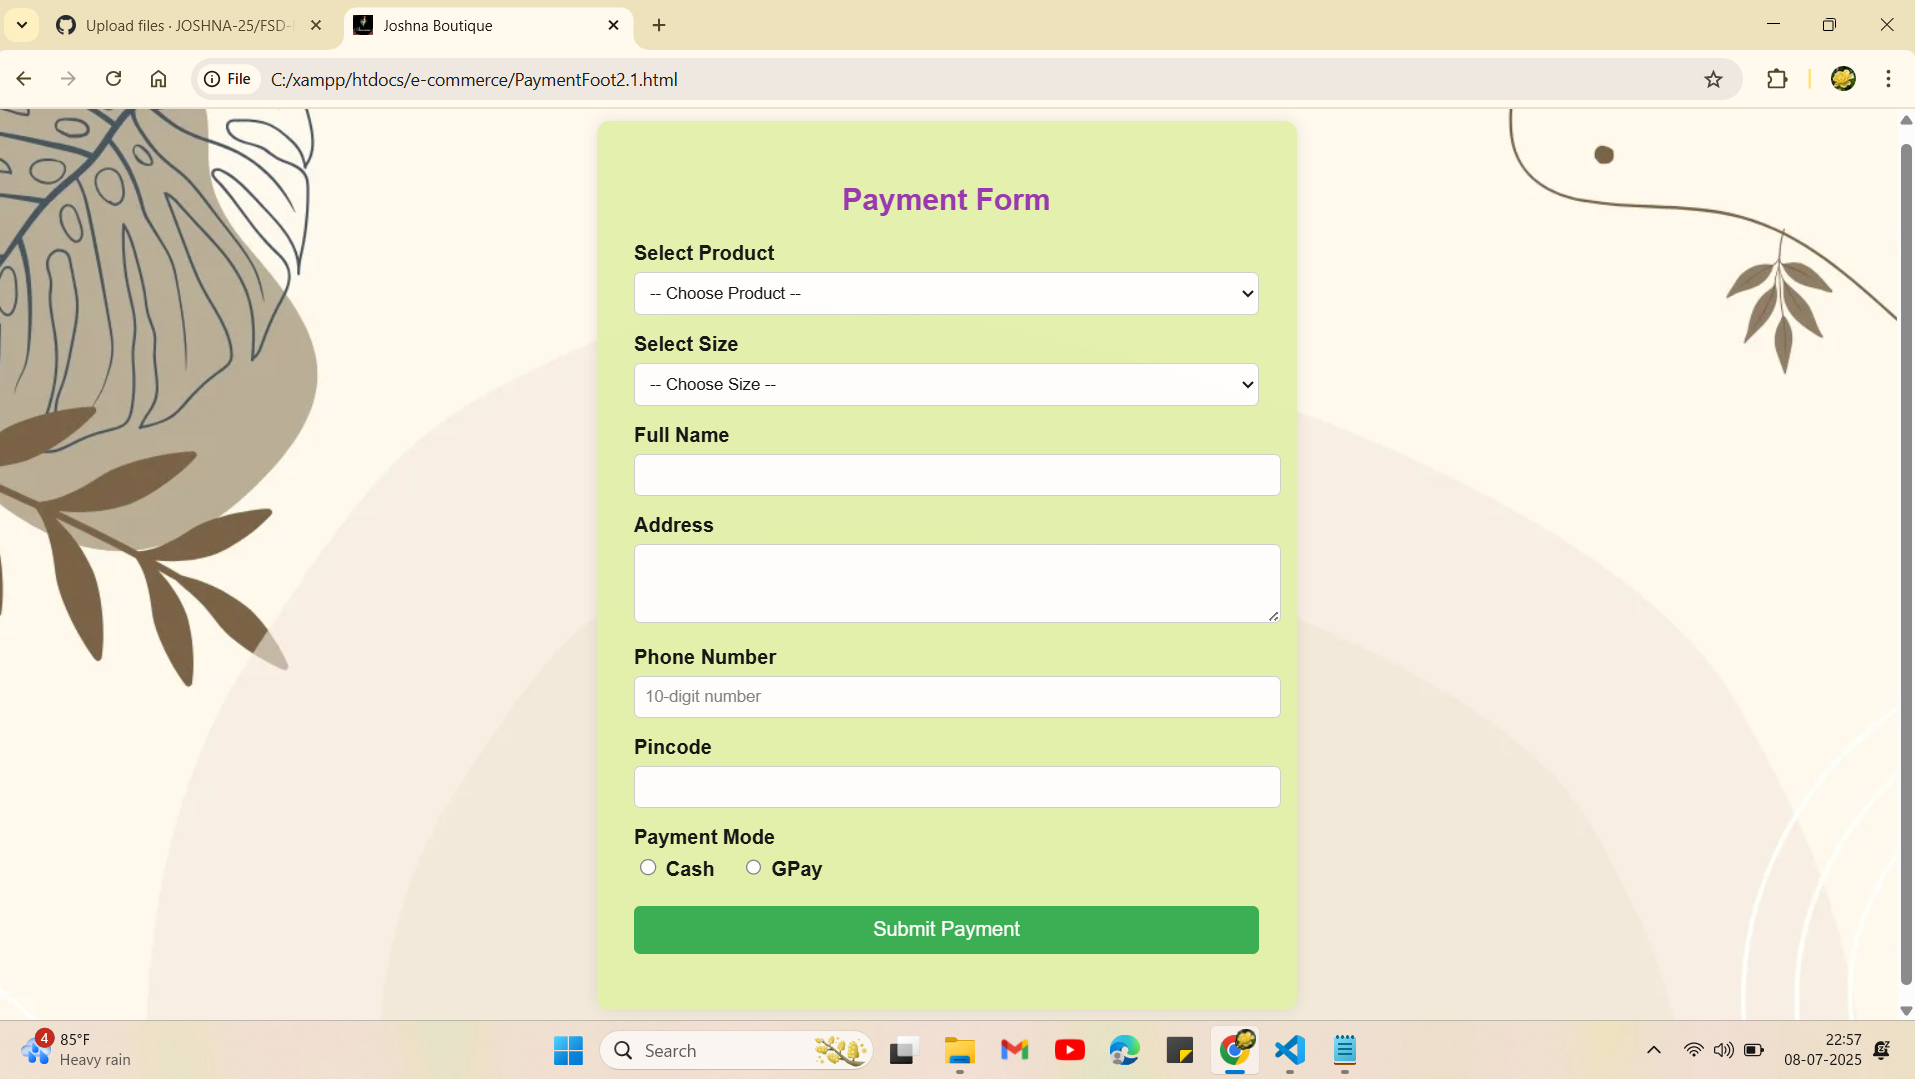 Upload files · JOSHNA-25/FSD-
Joshna Boutique
File
C:/xampp/htdocs/e-commerce/PaymentFoot2.1.html
Payment Form
Select Product
-- Choose Product --
Select Size
-- Choose Size --
Full Name
Address
Phone Number
10-digit number
Pincode
Payment Mode
Cash
GPay
Submit Payment
4
85°F
Heavy rain
Search
22:57
08-07-2025